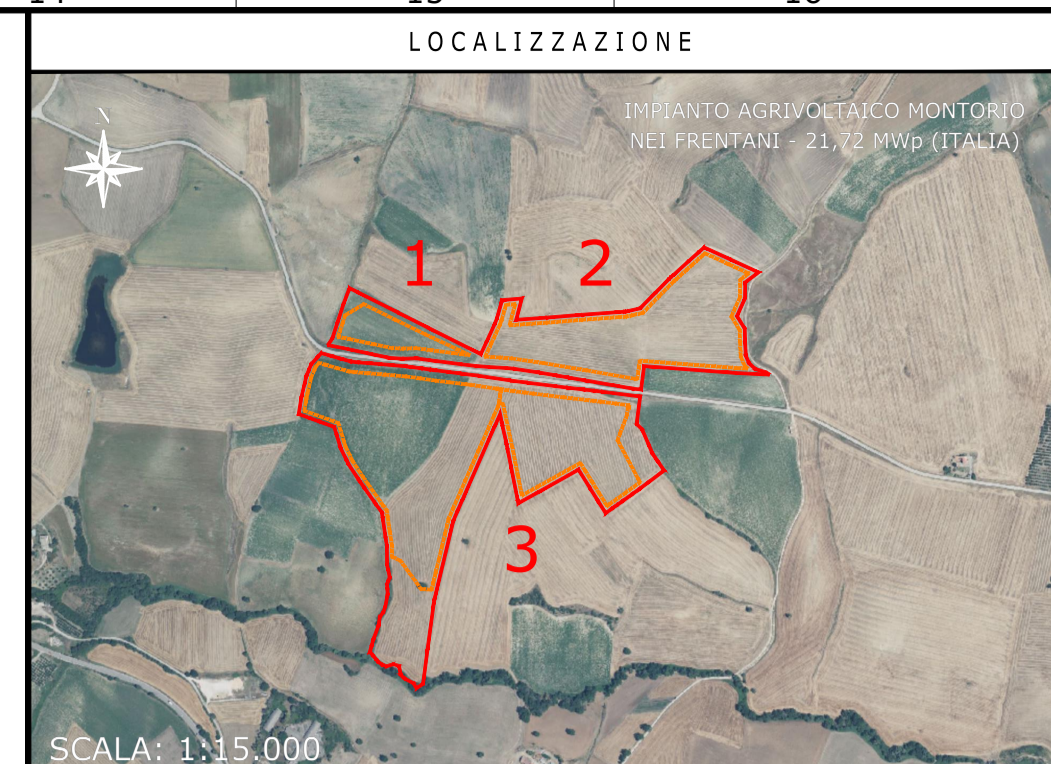 LOCALIZZAZIONE
N
IMPIANTO AGRIVOLTAICO MONTORIO
NEI FRENTANI - 21,72 MWp (ITALIA)
1
2
3
SCALA: 1:15.000